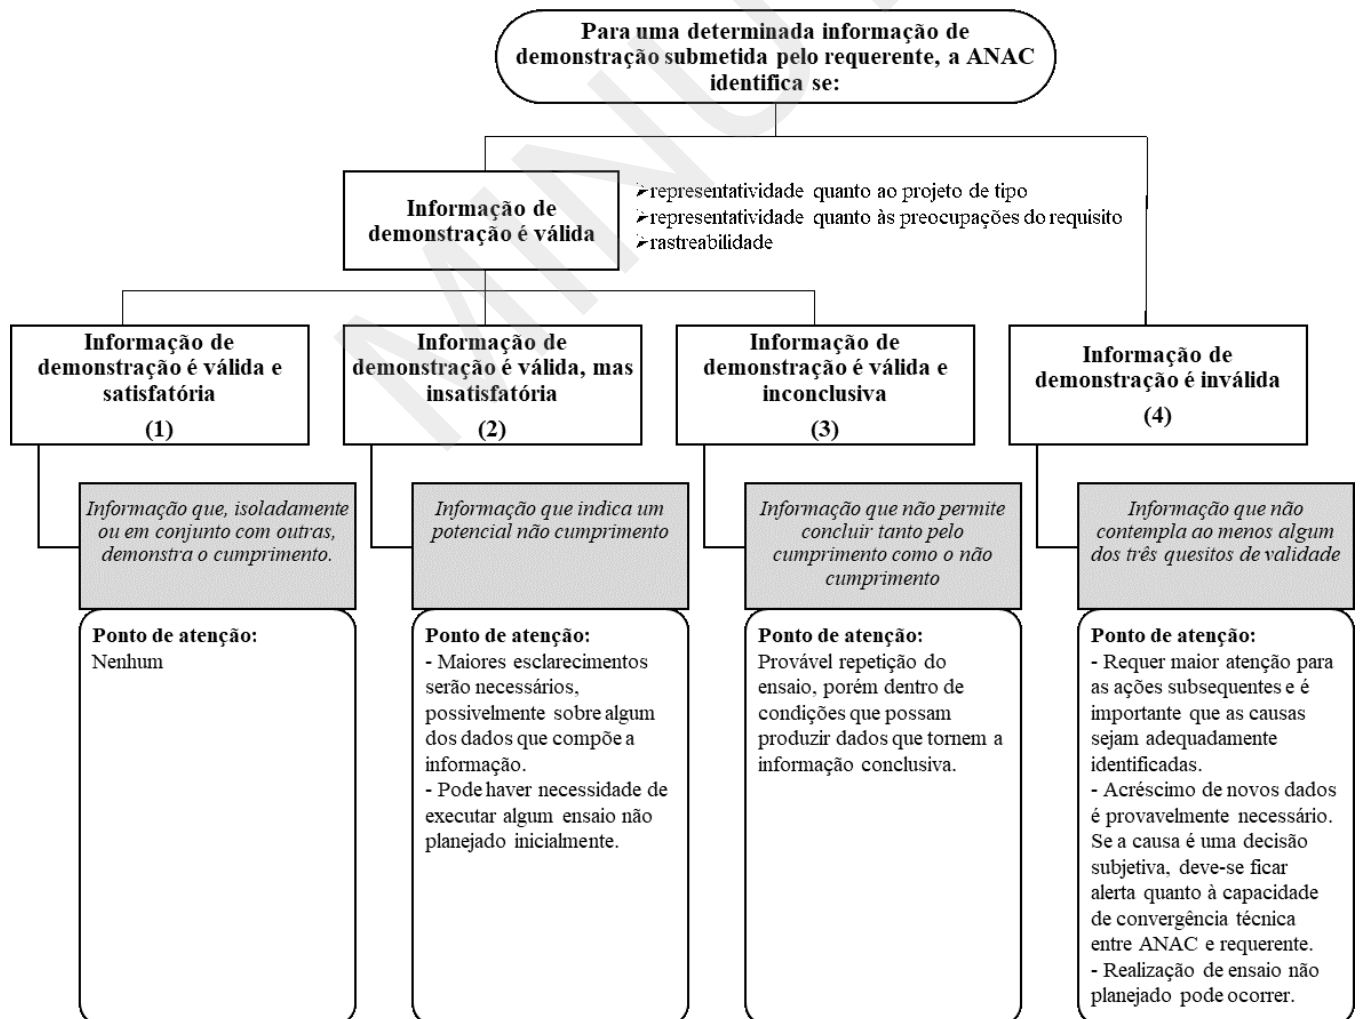 Para uma determinada informação de
demonstração submetida pelo requerente, a ANAC
identifica se:
Informação de
demonstração é válida
➢representatividade quanto ao projeto de tipo
➢representatividade quanto às preocupações do requisito
➢rastreabilidade
Informação de
demonstração é válida e
satisfatória
(1)
Informação de
demonstração é válida, mas
insatisfatória
(2)
Informação de
demonstração é válida e
inconclusiva
(3)
Informação de
demonstração é inválida
(4)
Informação que, isoladamente
ou em conjunto com outras,
demonstra o cumprimento.
Informação que indica um
potencial não cumprimento
Informação que não permite
concluir tanto pelo
cumprimento como o não
cumprimento
Informação que não
contempla ao menos algum
dos três quesitos de validade
Ponto de atenção:
Nenhum
Ponto de atenção:
- Maiores esclarecimentos
serão necessários,
possivelmente sobre algum
dos dados que compõe a
informação.
- Pode haver necessidade de
executar algum ensaio não
planejado inicialmente.
Ponto de atenção:
Provável repetição do
ensaio, porém dentro de
condições que possam
produzir dados que tornem a
informação conclusiva.
Ponto de atenção:
- Requer maior atenção para
as ações subsequentes e é
importante que as causas
sejam adequadamente
identificadas.
- Acréscimo de novos dados
é provavelmente necessário.
Se a causa é uma decisão
subjetiva, deve-se ficar
alerta quanto à capacidade
de convergência técnica
entre ANAC e requerente.
- Realização de ensaio não
planejado pode ocorrer.